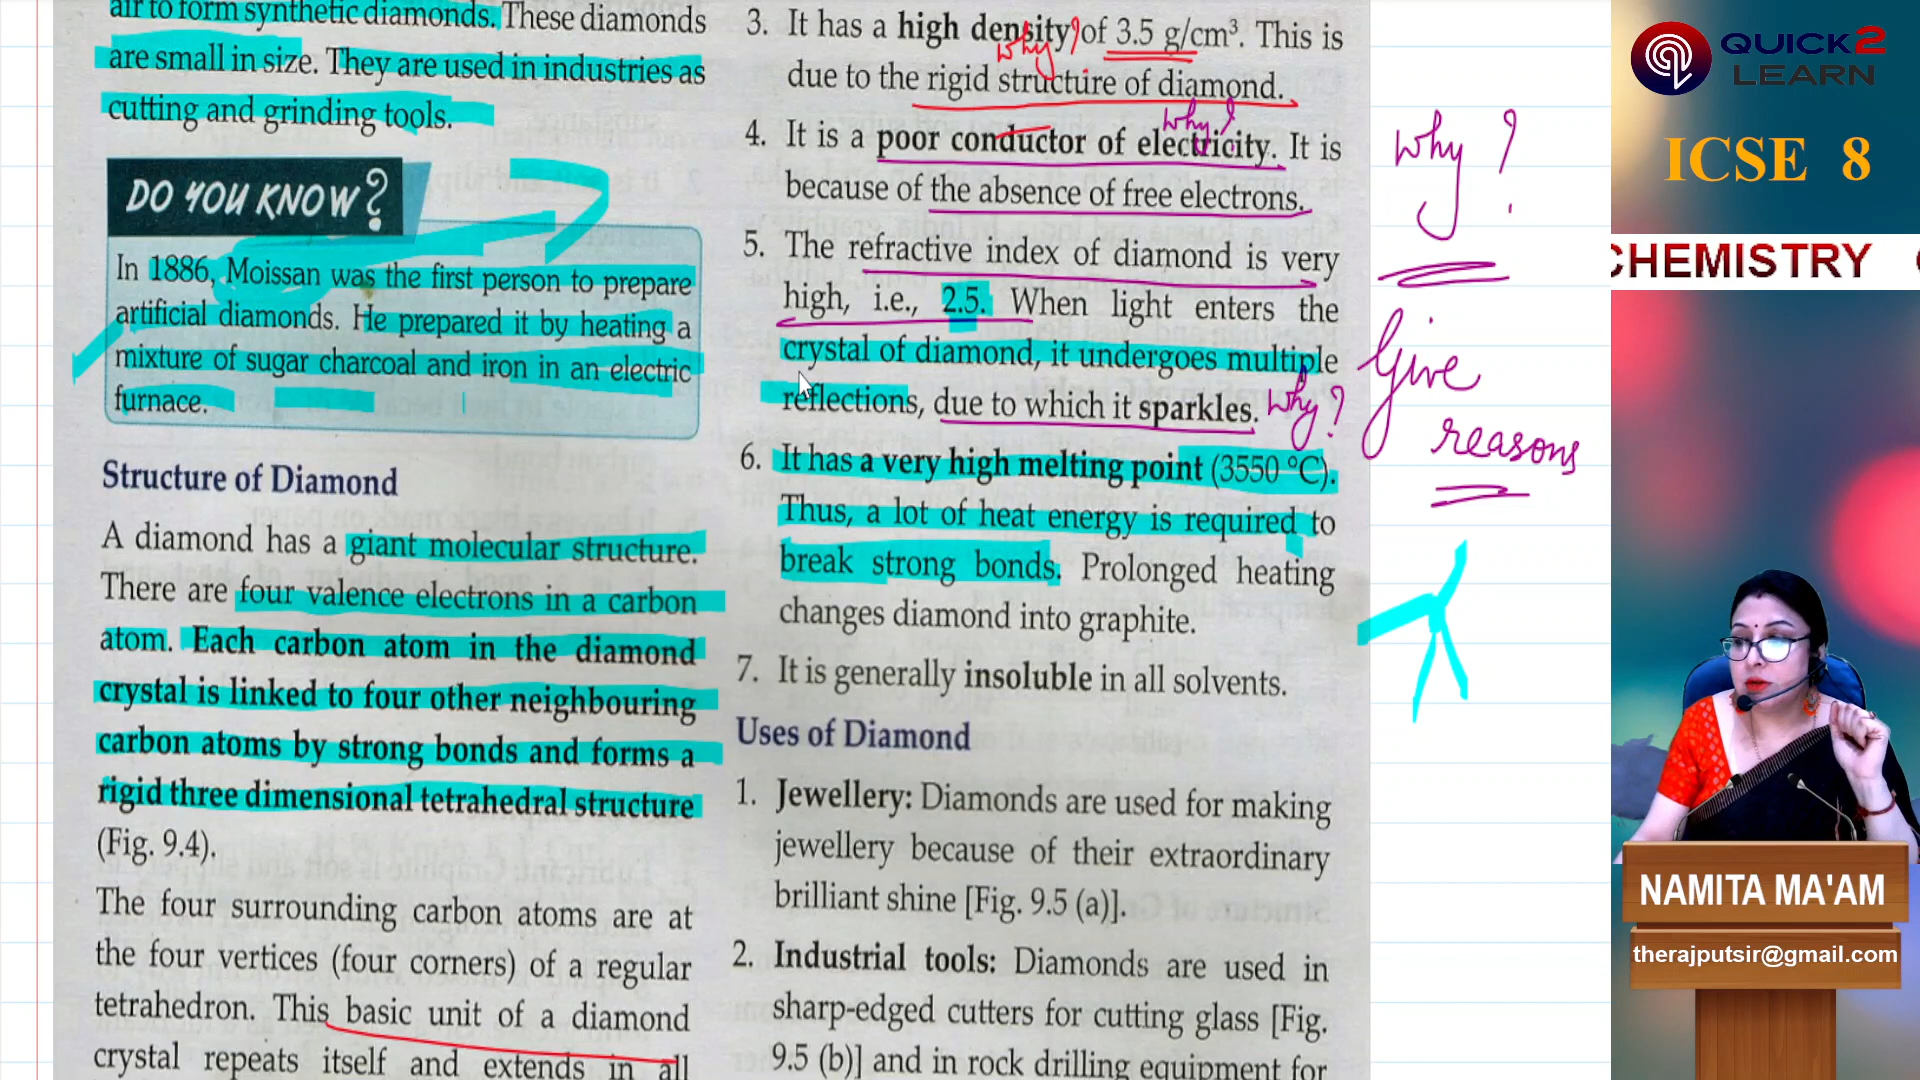 air to form synthetic diamonds. These diamonds
are small in size. They are used in industries as
cutting and grinding tools.
DO YOU KNOW?
In 1886, Moissan was the first person to prepare
artificial diamonds. He prepared it by heating a
mixture of sugar charcoal and iron in an electric
furnace.
Structure of Diamond
A diamond has a giant molecular structure.
There are four valence electrons in a carbon
atom. Each carbon atom in the diamond
crystal is linked to four other neighbouring
carbon atoms by strong bonds and forms a
rigid three dimensional tetrahedral structure
(Fig. 9.4).
The four surrounding carbon atoms are at
the four vertices (four corners) of a regular
tetrahedron. This basic unit of a diamond
crystal repeats itself and extends in all
3. It has a high density of 3.5 g/cm³. This is
why?
due to the rigid structure of diamond.
why?
4. It is a poor conductor of electricity. It is
because of the absence of free electrons.
5. The refractive index of diamond is very
high, i.e., 2.5. When light enters the
crystal of diamond, it undergoes multiple
reflections, due to which it sparkles. why?
6. It has a very high melting point (3550 °C).
Thus, a lot of heat energy is required to
break strong bonds. Prolonged heating
changes diamond into graphite.
7. It is generally insoluble in all solvents.
Uses of Diamond
1. Jewellery: Diamonds are used for making
jewellery because of their extraordinary
brilliant shine [Fig. 9.5 (a)].
2. Industrial tools: Diamonds are used in
sharp-edged cutters for cutting glass [Fig.
9.5 (b)] and in rock drilling equipment for
why?
Give
reasons
QUICK2
LEARN
ICSE 8
CHEMISTRY
NAMITA MA'AM
therajputsir@gmail.com